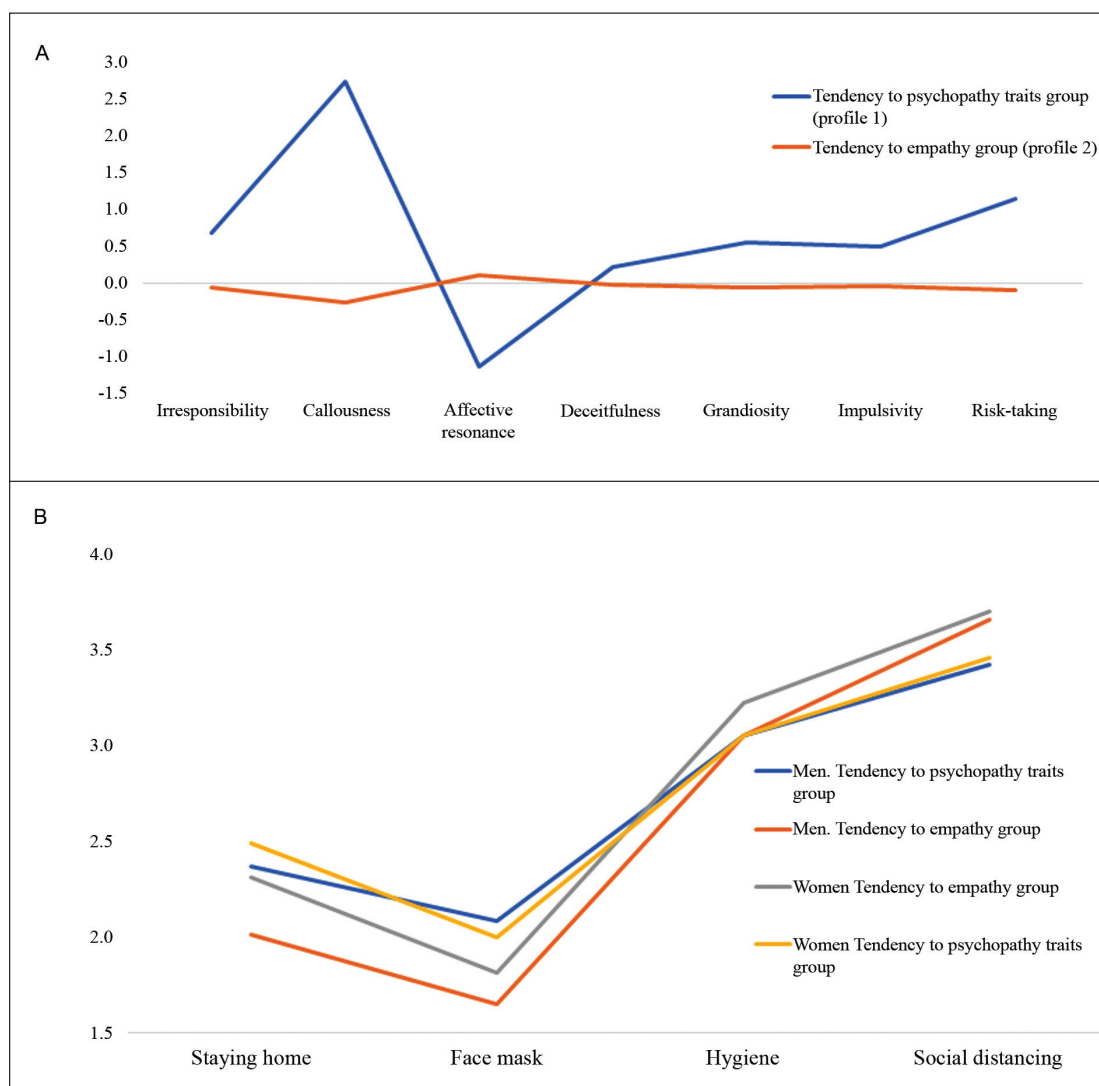 A
3.0
2.5
2.0
1.5
1.0
0.5
0.0
-0.5
-1.0
-1.5
Tendency to psychopathy traits group
(profile 1)
Tendency to empathy group (profile 2)
Irresponsibility Callousness Affective Deceitfulness Grandiosity Impulsivity Risk-taking
resonance
B
4.0
3.5
3.0
2.5
2.0
1.5
Men. Tendency to psychopathy traits
group
Men. Tendency to empathy group
Women Tendency to empathy group
Women Tendency to psychopathy traits
group
Staying home Face mask Hygiene Social distancing